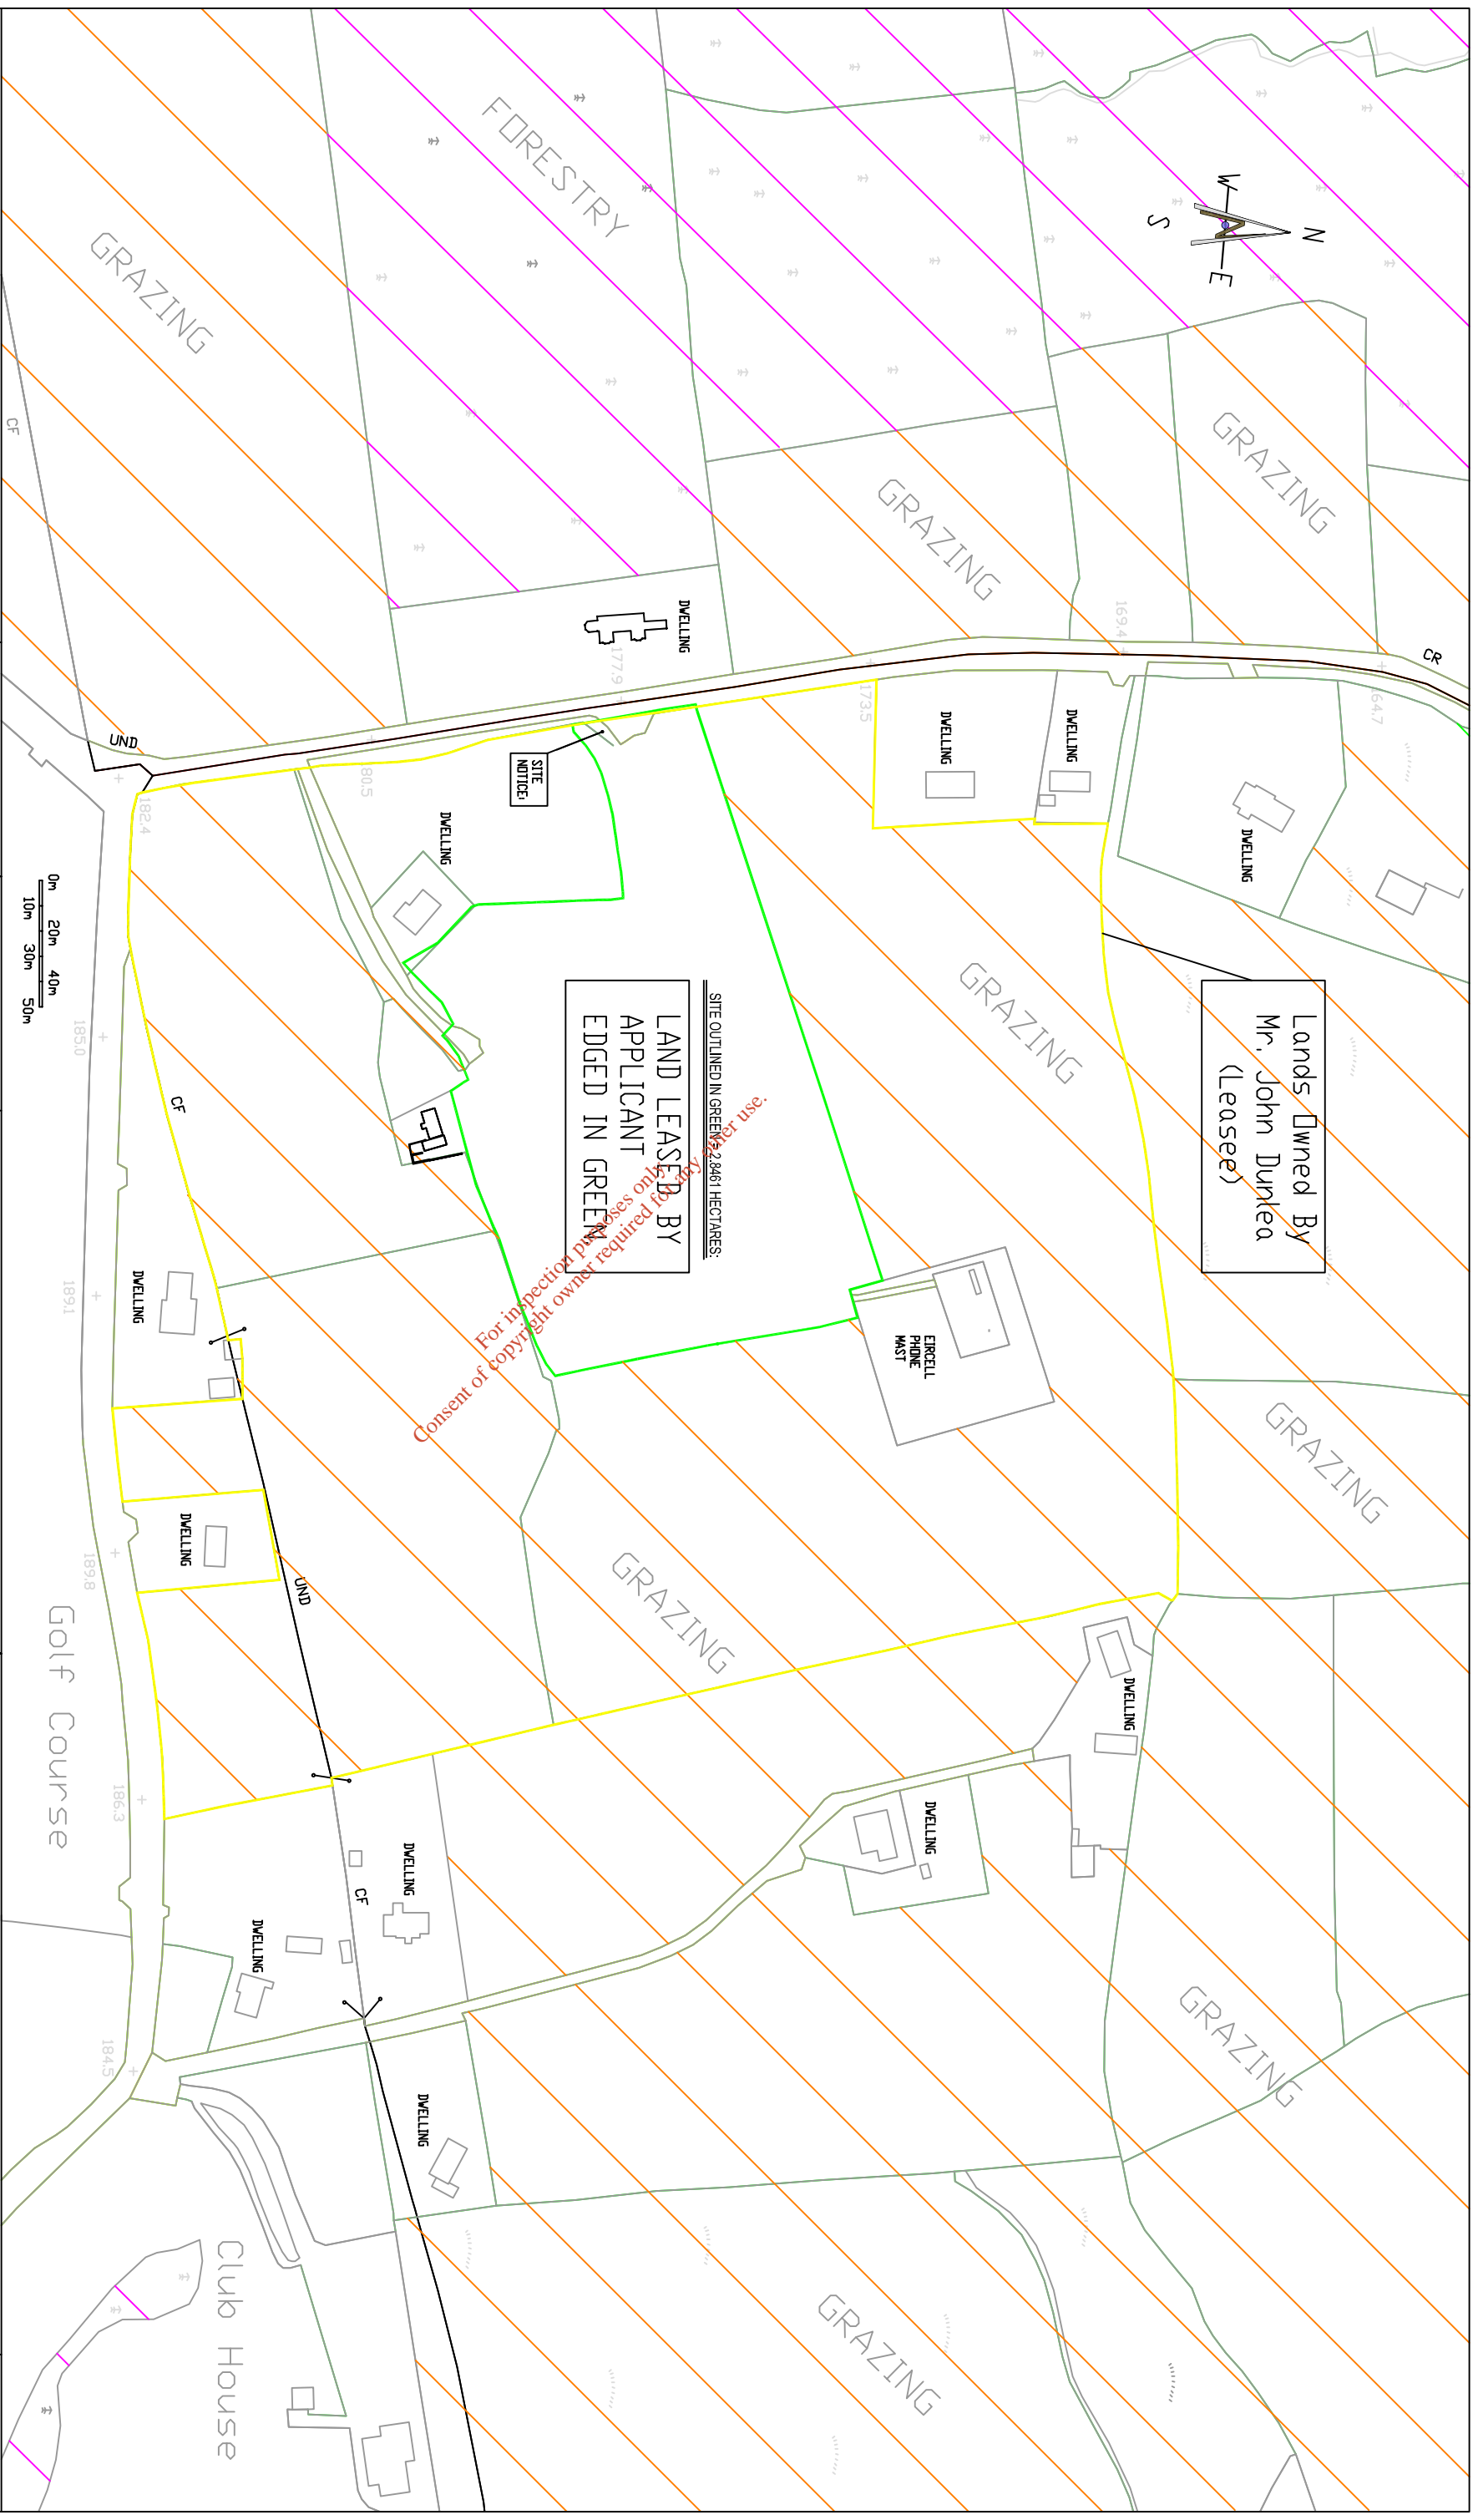 N
W
E
S
FORESTRY
GRAZING
GRAZING
GRAZING
CF
CR
UND
169.4
164.7
173.5
177.9
180.5
182.4
DWELLING
DWELLING
DWELLING
DWELLING
DWELLING
SITE
NOTICE:
Lands Owned By
Mr. John Dunlea
(Leasee)
GRAZING
SITE OUTLINED IN GREEN = 2.8461 HECTARES:
LAND LEASED BY
APPLICANT
EDGED IN GREEN
For inspection purposes only.
Consent of copyright owner required for any other use.
EIRCELL
PHONE
MAST
0m 20m 40m
10m 30m 50m
185.0
CF
189.1
DWELLING
189.8
DWELLING
UND
GRAZING
GRAZING
DWELLING
DWELLING
Golf Course
186.3
CF
DWELLING
DWELLING
184.5
DWELLING
GRAZING
GRAZING
Club House